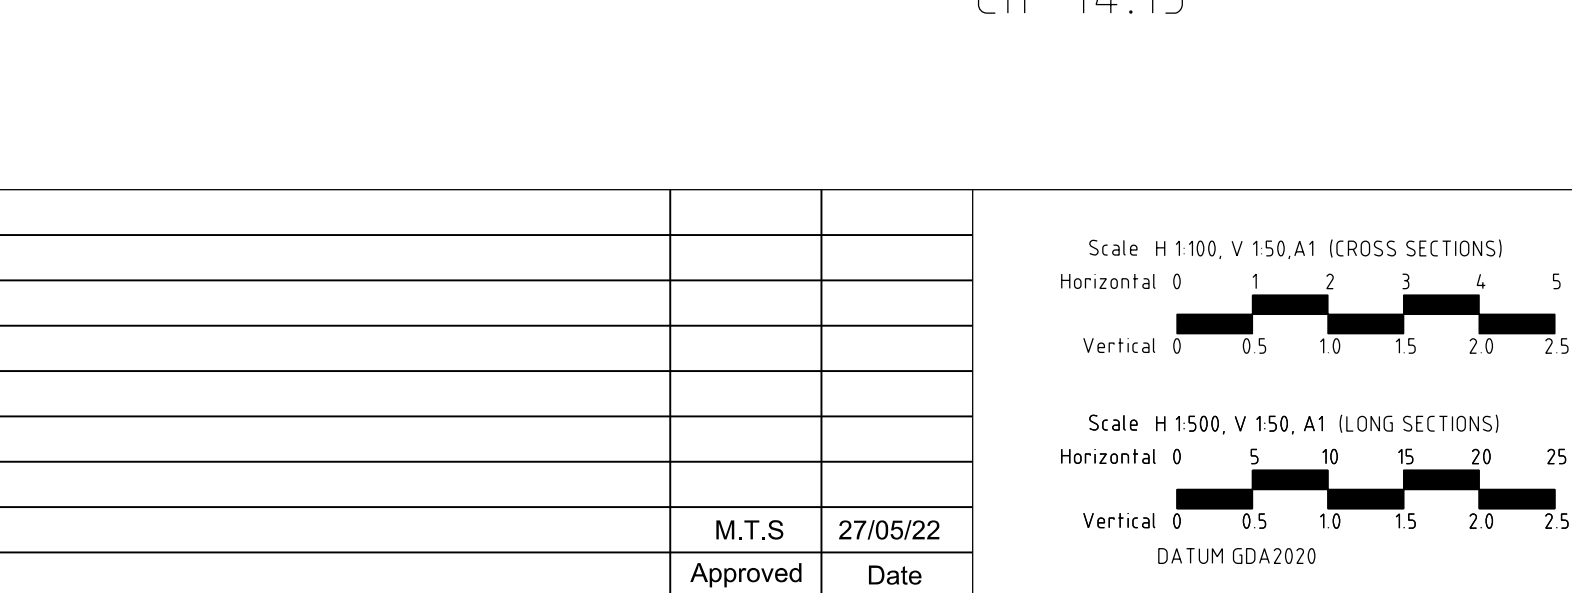 Scale H 1:100, V 1:50,A1 (CROSS SECTIONS)
Horizontal 0 1 2 3 4 5
Vertical 0 0.5 1.0 1.5 2.0 2.5
Scale H 1:500, V 1:50, A1 (LONG SECTIONS)
Horizontal 0 5 10 15 20 25
Vertical 0 0.5 1.0 1.5 2.0 2.5
DATUM GDA2020
M.T.S 27/05/22
Approved Date